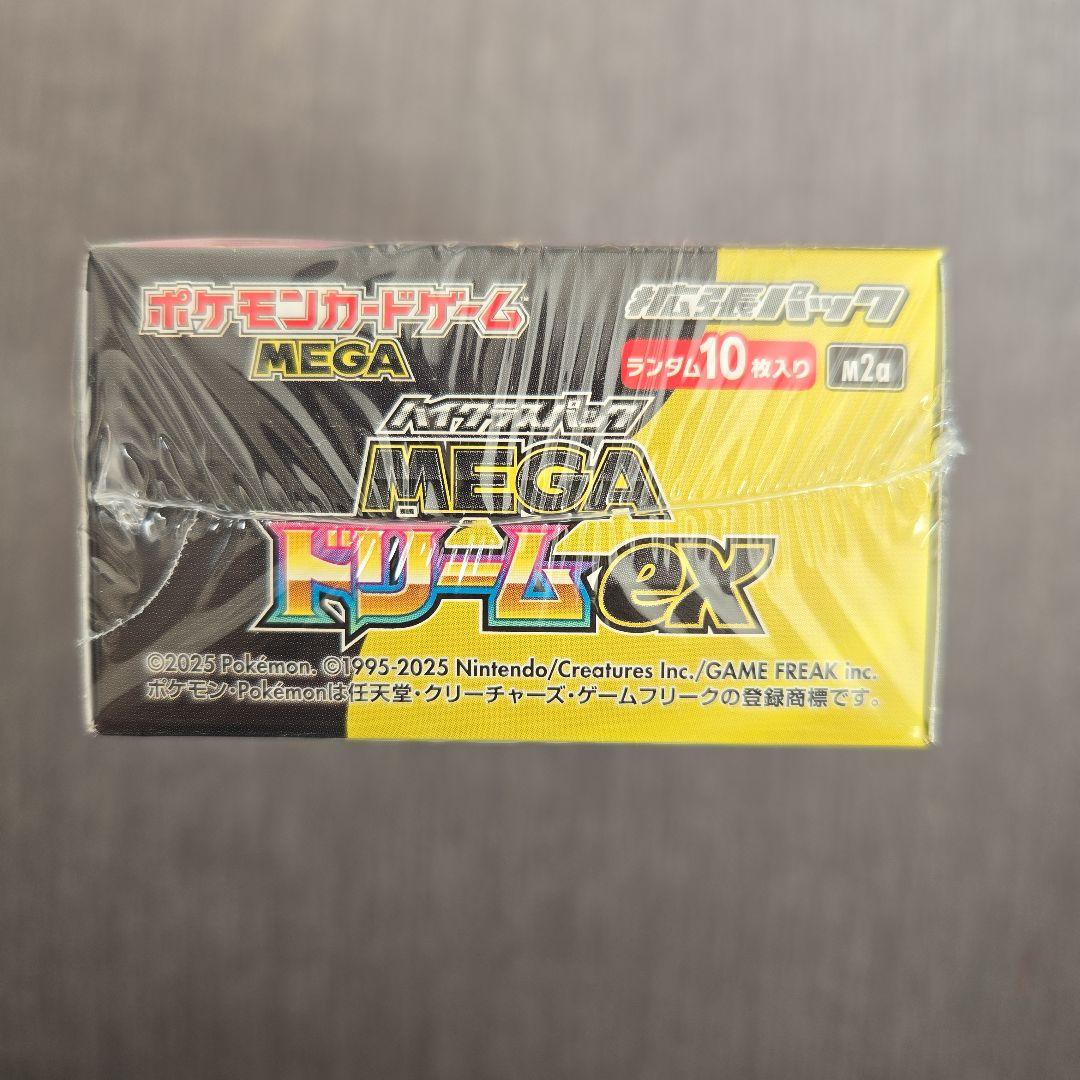 ポケモンカードゲーム™
MEGA
拡張パック
ランダム10枚入り
M2a
ハイクラスパック
MEGA
ドリームex
©2025 Pokémon. ©1995-2025 Nintendo/Creatures Inc./GAME FREAK inc.
ポケモン・Pokémonは任天堂・クリーチャーズ・ゲームフリークの登録商標です。